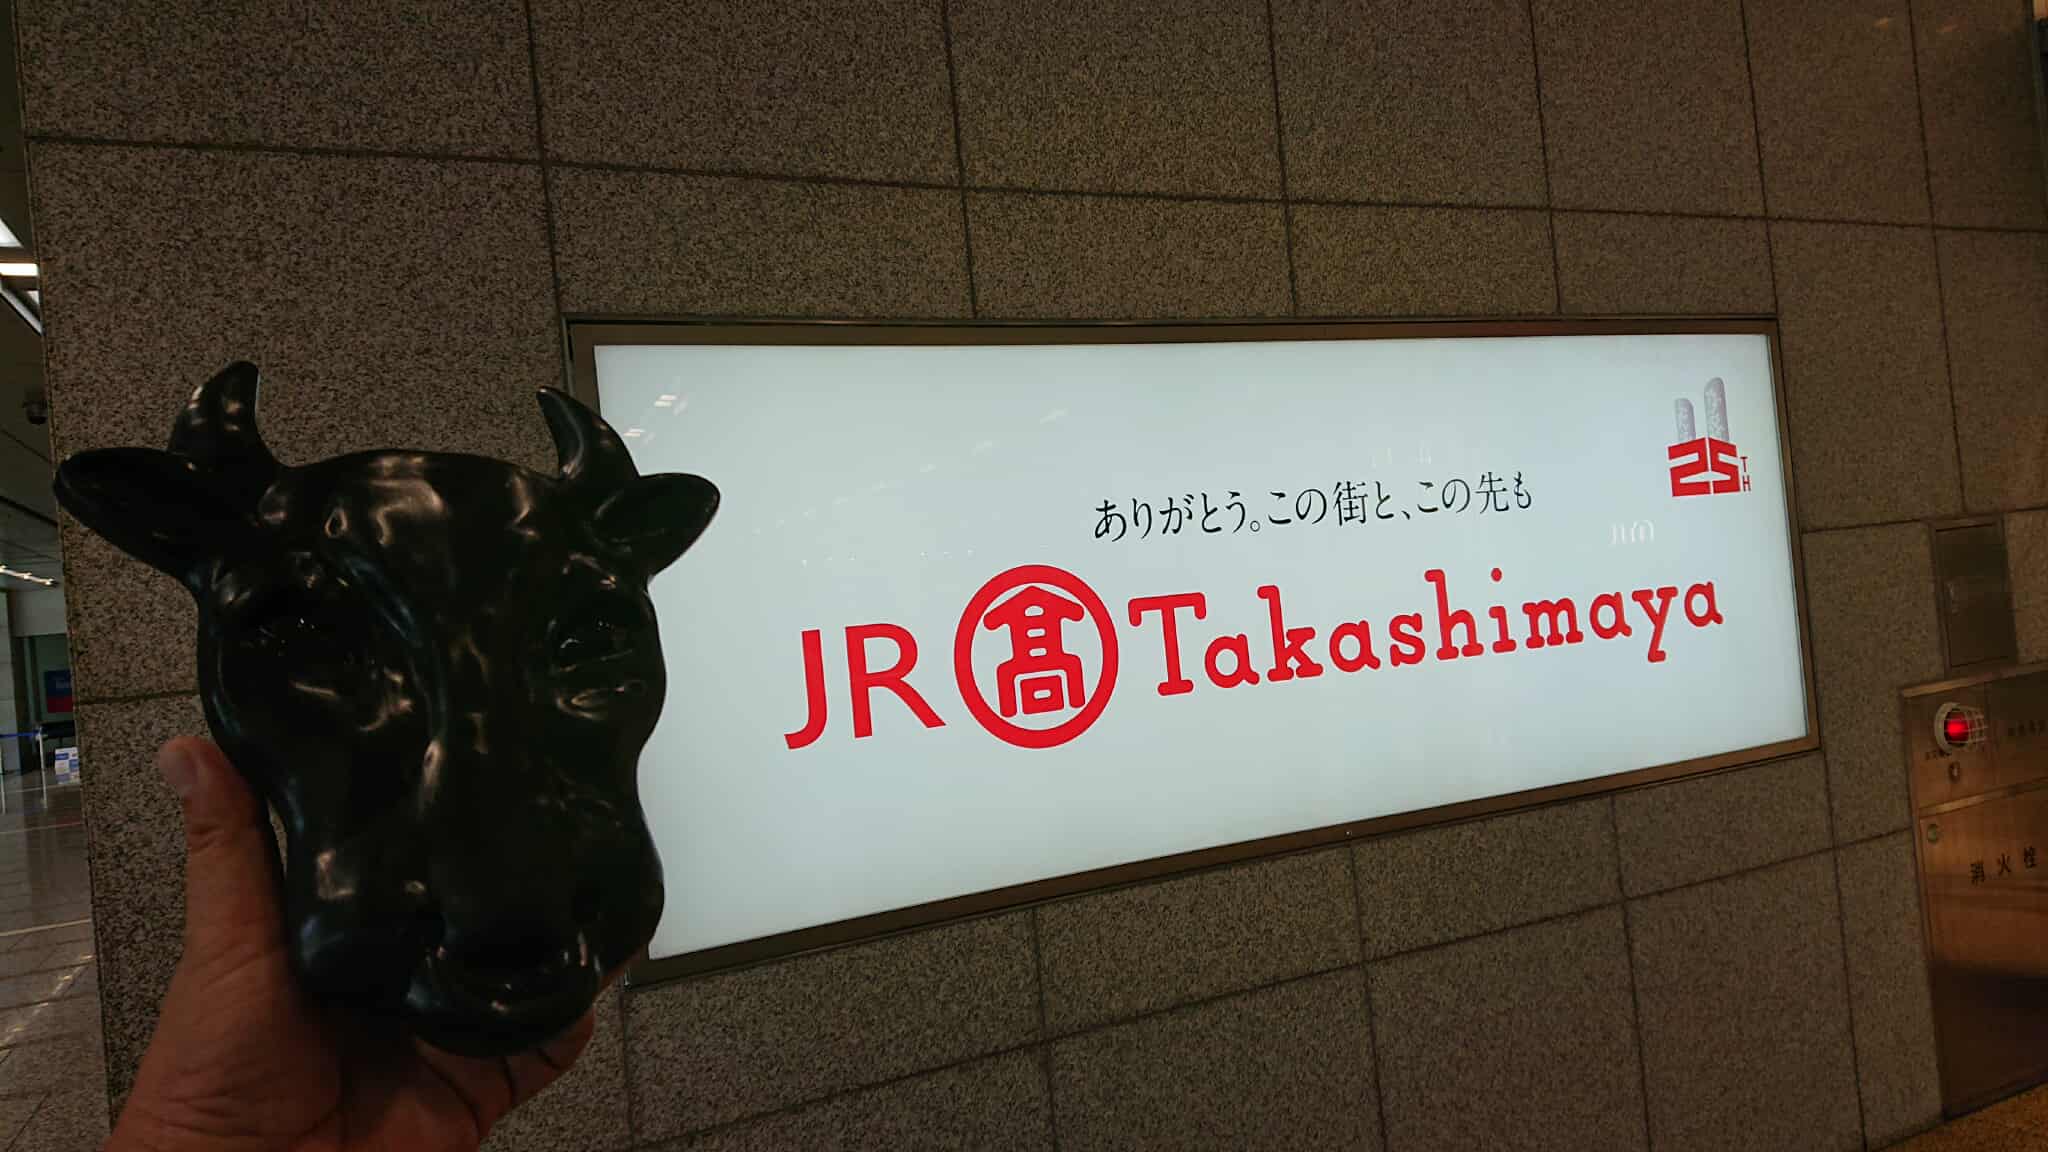 25TH
ありがとう。この街と、この先も
JR 髙 Takashimaya
消火栓